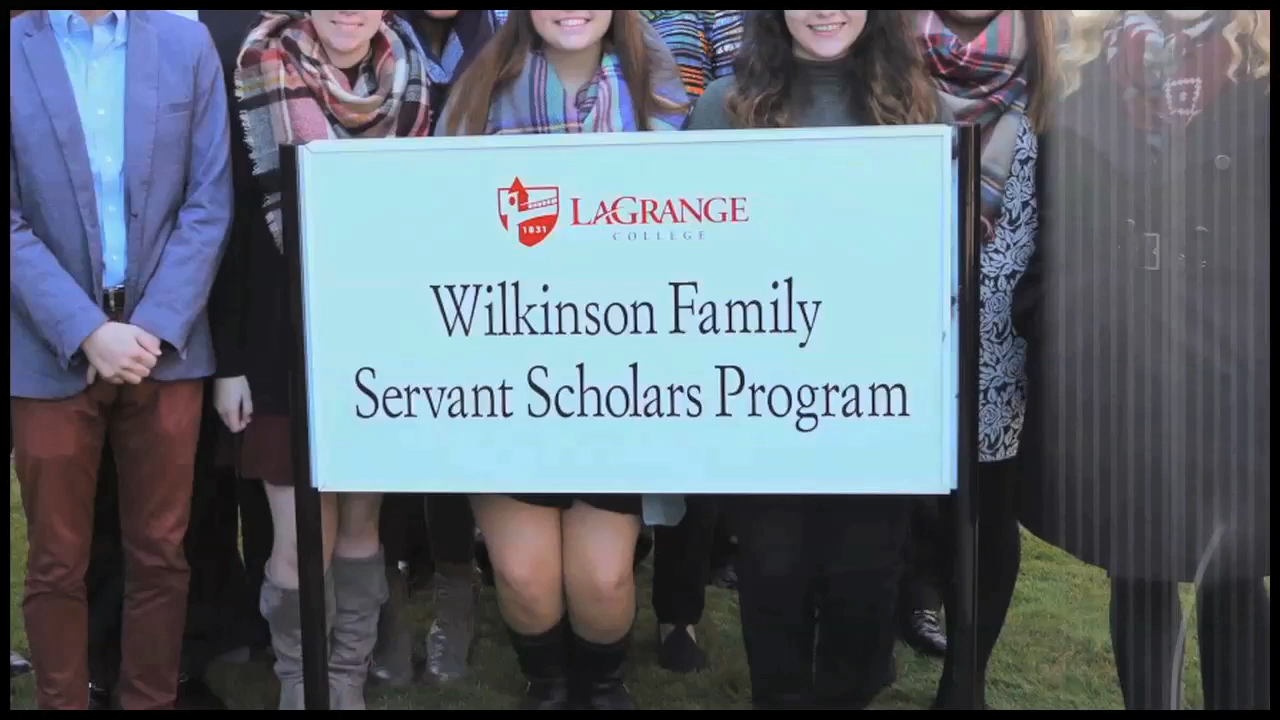 1831
LAGRANGE
COLLEGE
Wilkinson Family
Servant Scholars Program